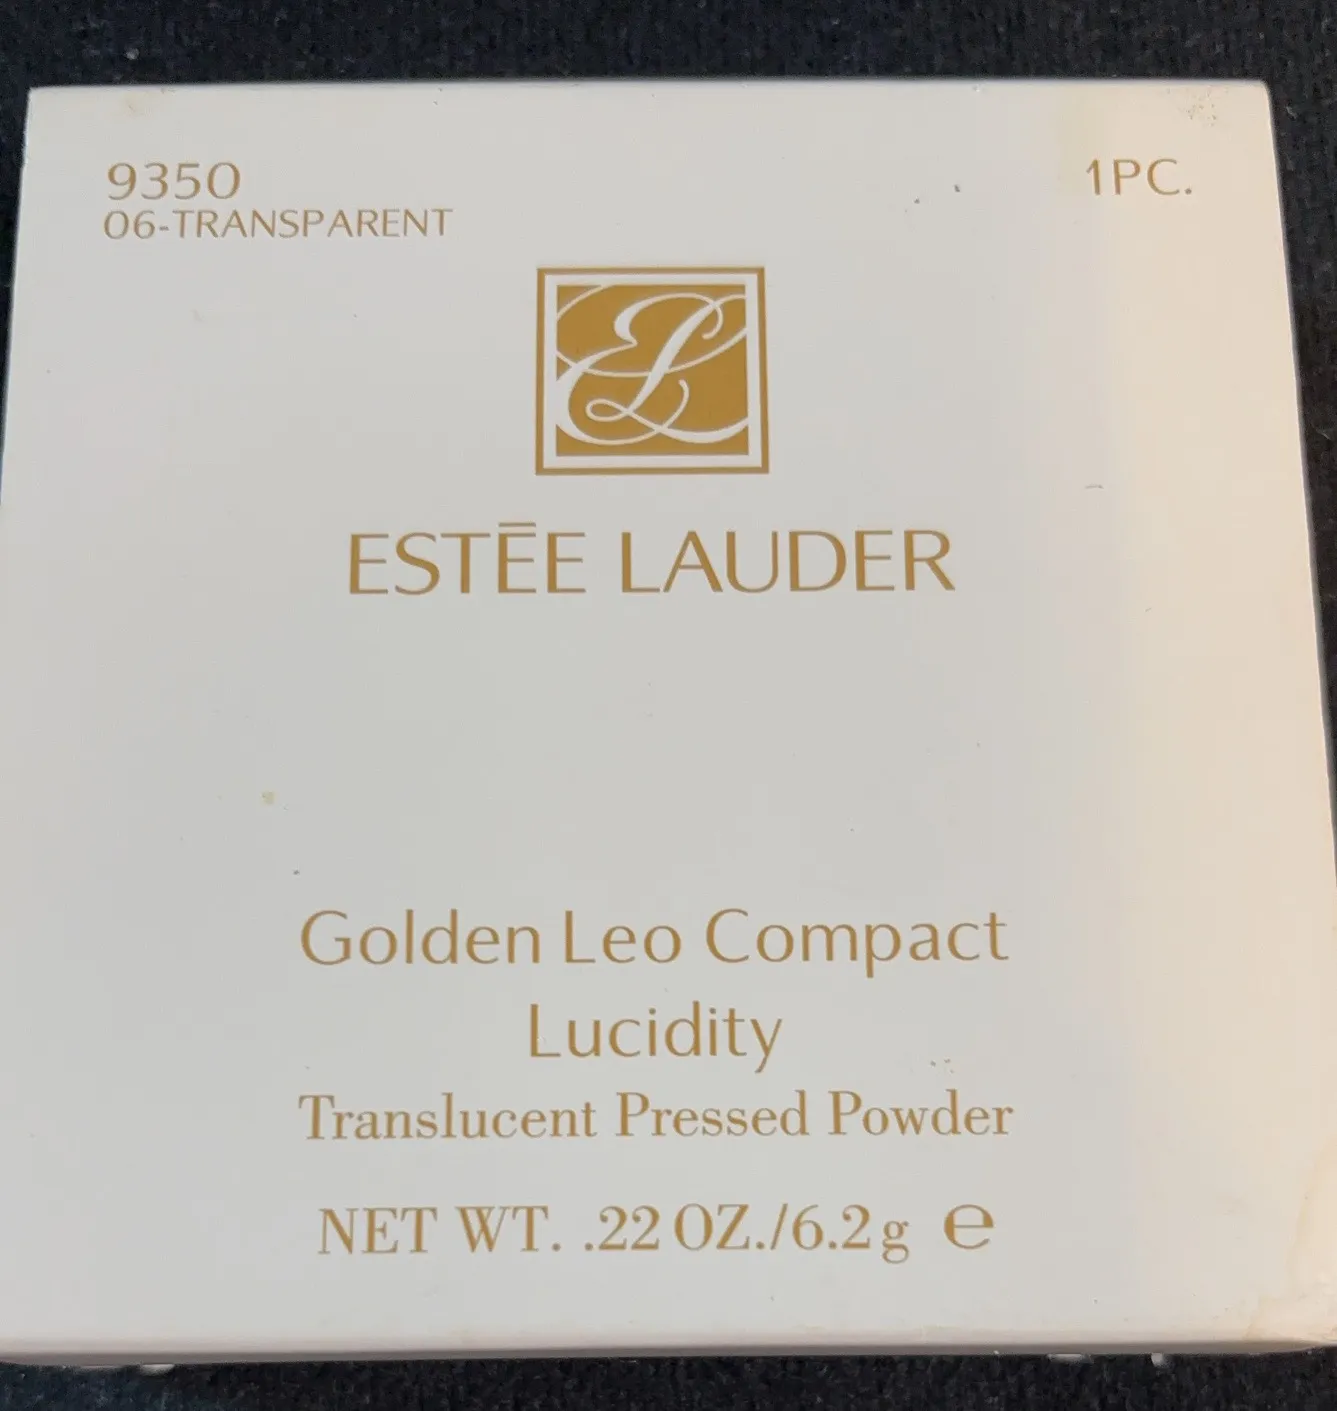 9350
06-TRANSPARENT
1PC.
EL
ESTĒE LAUDER
Golden Leo Compact
Lucidity
Translucent Pressed Powder
NET WT. .22 OZ./6.2g ℮